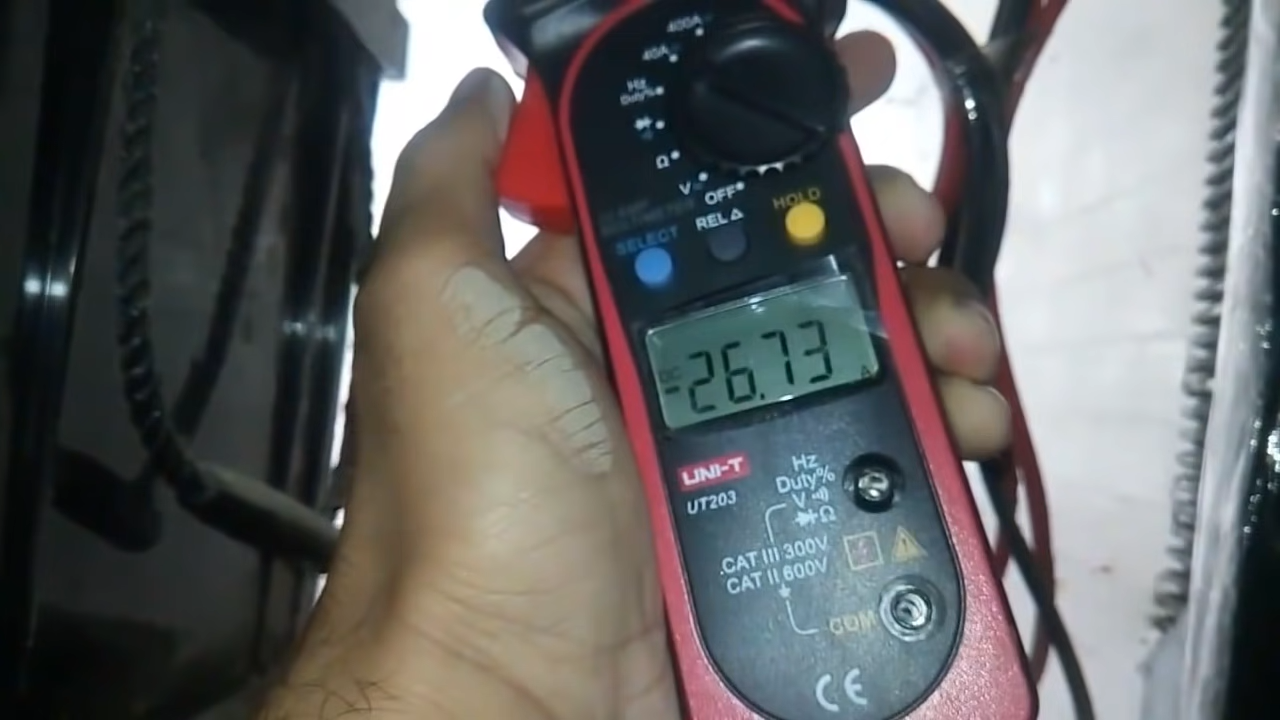 400A
40A
Hz
Duty%
Ω
V
OFF
REL Δ
HOLD
SELECT
DC
-26.73
A
UNI-T
UT203
Hz
Duty%
V
Ω
CAT III 300V
CAT II 600V
COM
CE